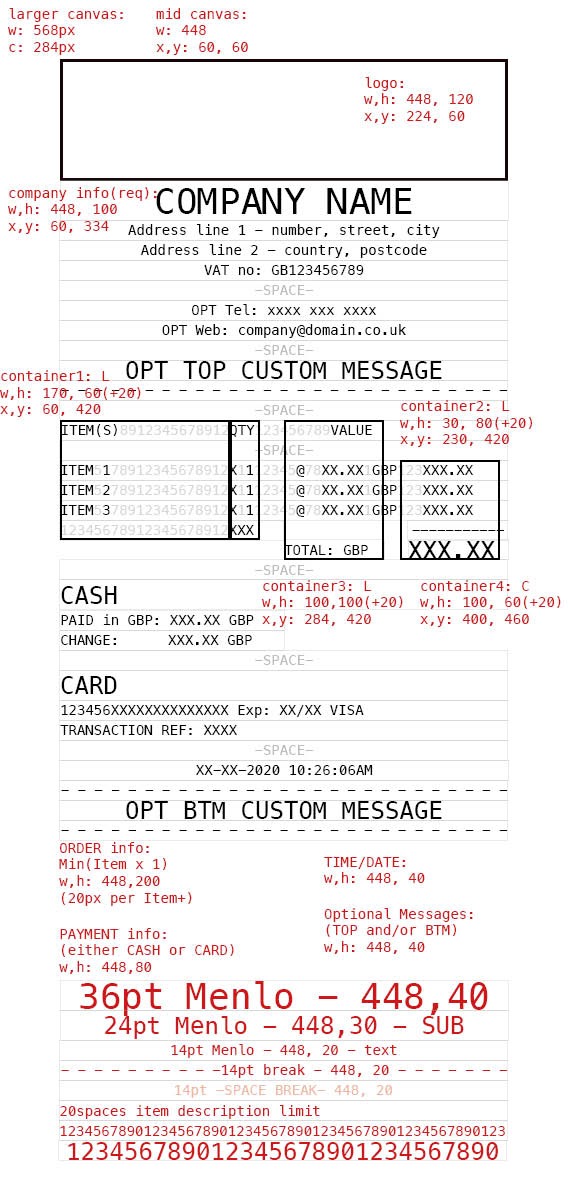 larger canvas: mid canvas:
w: 568px w: 448
c: 284px x,y: 60, 60
logo:
w,h: 448, 120
x,y: 224, 60
company info(req):
w,h: 448, 100
x,y: 60, 334
COMPANY NAME
Address line 1 – number, street, city
Address line 2 – country, postcode
VAT no: GB123456789
–SPACE–
OPT Tel: xxxx xxx xxxx
OPT Web: company@domain.co.uk
–SPACE–
OPT TOP CUSTOM MESSAGE
container1: L
w,h: 170, 60(+20)
x,y: 60, 420
–SPACE–
container2: L
w,h: 30, 80(+20)
x,y: 230, 420
ITEM(S) 8912345678912 QTY 12345 6789 VALUE
–SPACE–
ITEM 1 X 1 @ XX.XX GBP 123 XXX.XX
ITEM 2 X 1 @ XX.XX GBP 123 XXX.XX
ITEM 3 X 1 @ XX.XX GBP 123 XXX.XX
12345678912345678912 XXX ———————————
TOTAL: GBP XXX.XX
–SPACE–
container3: L
w,h: 100,100(+20)
x,y: 284, 420
container4: C
w,h: 100, 60(+20)
x,y: 400, 460
CASH
PAID in GBP: XXX.XX GBP
CHANGE: XXX.XX GBP
–SPACE–
CARD
123456XXXXXXXXXXXXXX Exp: XX/XX VISA
TRANSACTION REF: XXXX
–SPACE–
XX–XX–2020 10:26:06AM
– – – – – – – – – – – – – – – – – – – – – – – – – – – –
OPT BTM CUSTOM MESSAGE
– – – – – – – – – – – – – – – – – – – – – – – – – – – –
ORDER info:
Min(Item x 1)
w,h: 448,200
(20px per Item+)
TIME/DATE:
w,h: 448, 40
Optional Messages:
(TOP and/or BTM)
w,h: 448, 40
PAYMENT info:
(either CASH or CARD)
w,h: 448,80
36pt Menlo – 448,40
24pt Menlo – 448,30 – SUB
14pt Menlo – 448, 20 – text
– – – – – – – – – –14pt break – 448, 20 – – – – – – –
14pt –SPACE BREAK– 448, 20
20spaces item description limit
12345678901234567890123456789012345678901234567890123
123456789012345678901234567890